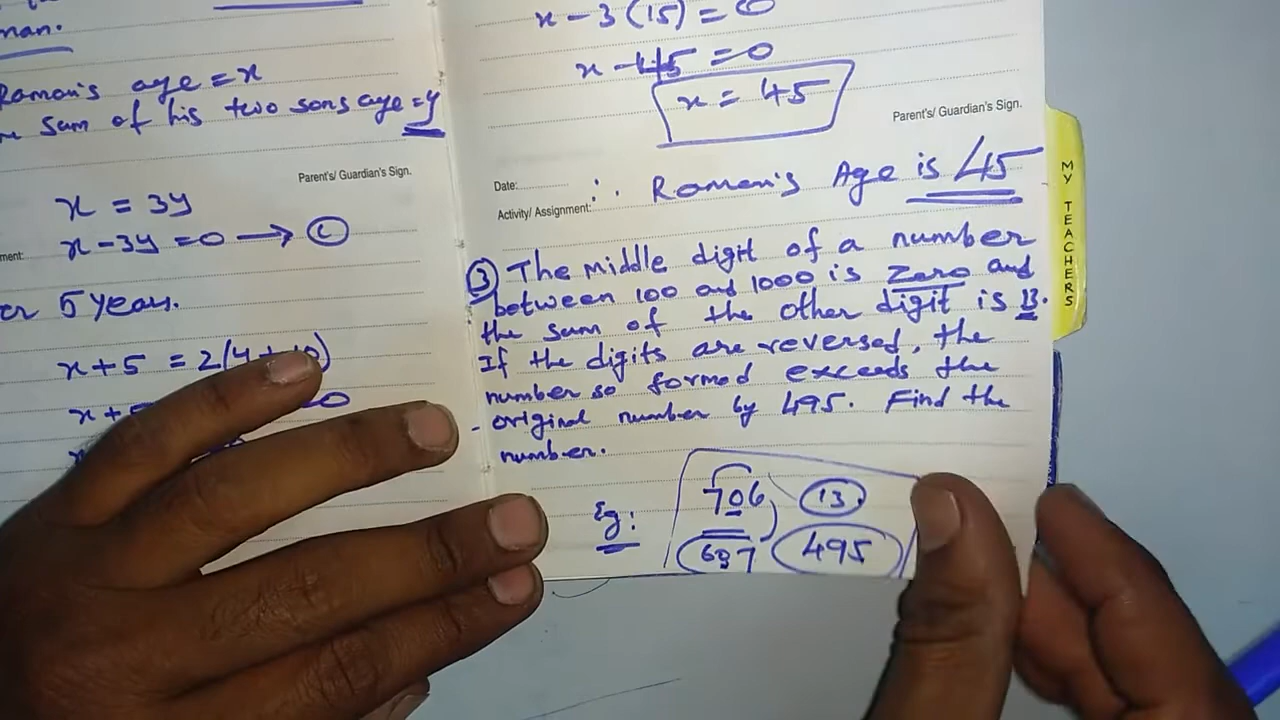 man.
Raman's age = x
sum of his two sons age = y
Parent's/ Guardian's Sign.
x = 3y
x - 3y = 0 →
ment:
er 5 years.
x + 5 = 2(y + 10)
x +
= 0
x - 3(15) = 0
x - 45 = 0
x = 45
Parent's/ Guardian's Sign.
Date:
∴ Raman's Age is 45
Activity/ Assignment:
③ The middle digit of a number
between 100 and 1000 is zero and
the sum of the other digit is 13.
If the digits are reversed, the
number so formed exceeds the
original number by 495. Find the
number.
Eg:
706 13
607 495
MY TEACHERS